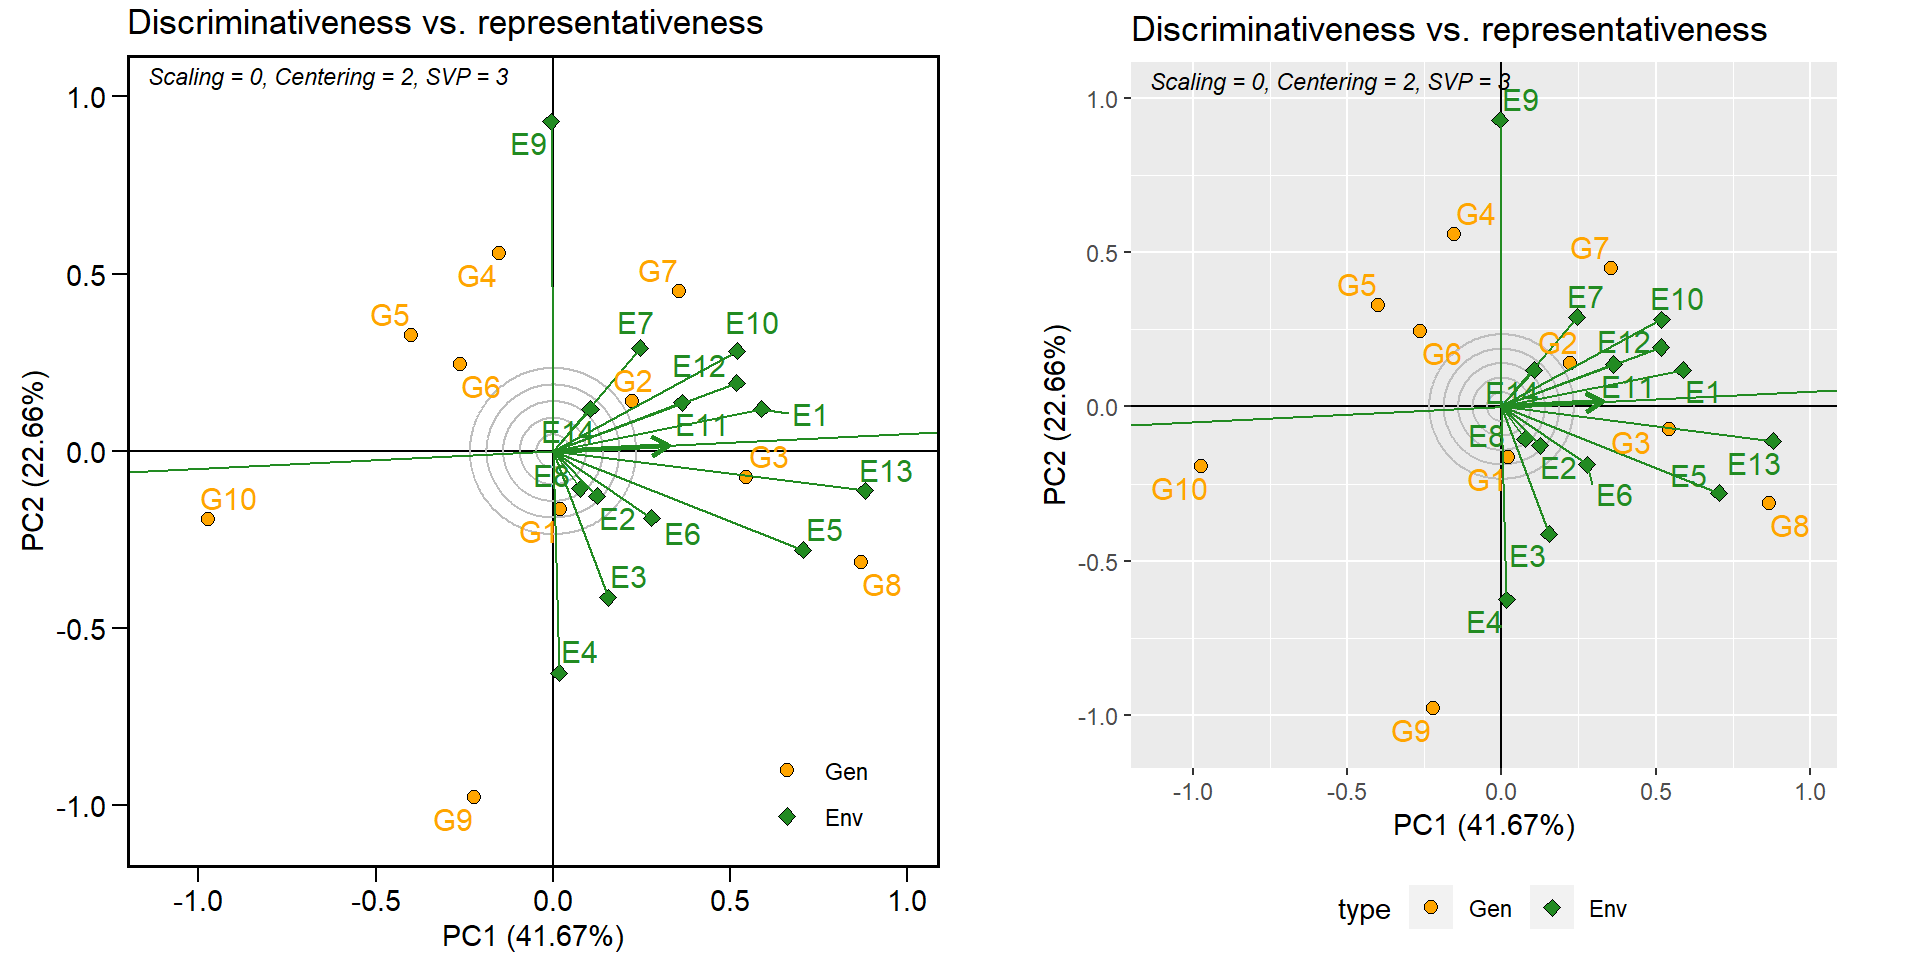 Discriminativeness vs. representativeness
Scaling = 0, Centering = 2, SVP = 3
1.0
0.5
0.0
-0.5
-1.0
PC2 (22.66%)
E9
G4
G7
G5
E7
E10
G6
G2
E12
E14
E11
E1
G3
E8
E13
G10
G1
E2
E6
E5
G8
E3
E4
G9
Gen
Env
-1.0
-0.5
0.0
0.5
1.0
PC1 (41.67%)
Discriminativeness vs. representativeness
Scaling = 0, Centering = 2, SVP = 3
1.0
0.5
0.0
-0.5
-1.0
PC2 (22.66%)
E9
G4
G7
G5
E7
E10
G6
G2
E12
E14
E11
E1
E8
G3
E13
G10
G1
E2
E5
E6
G8
E3
E4
G9
-1.0
-0.5
0.0
0.5
1.0
PC1 (41.67%)
type
Gen
Env